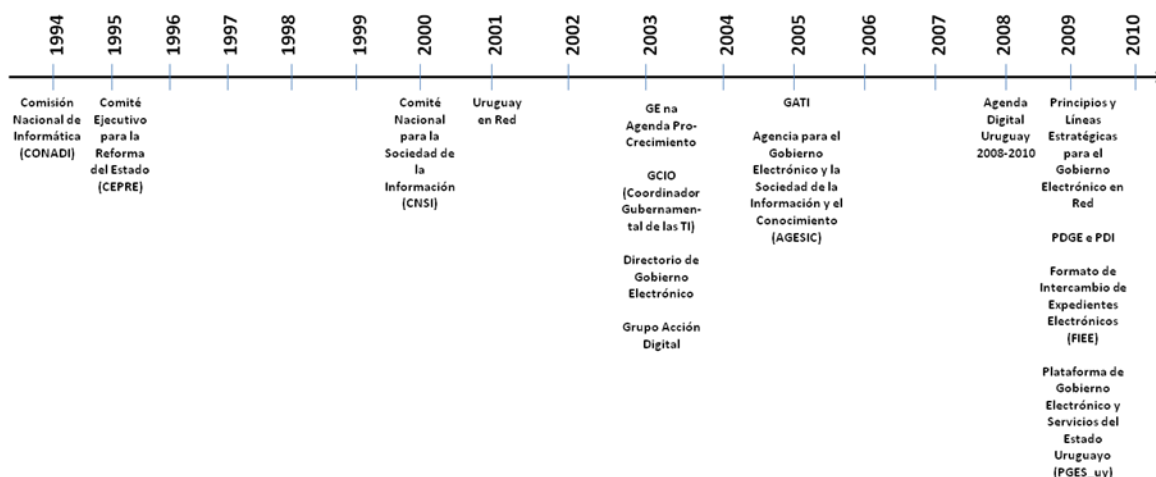 1994
1995
1996
1997
1998
1999
2000
2001
2002
2003
2004
2005
2006
2007
2008
2009
2010
Comisión
Nacional de
Informática
(CONADI)
Comité
Ejecutivo
para la
Reforma
del Estado
(CEPRE)
Comité
Nacional
para la
Sociedad de
la
Información
(CNSI)
Uruguay
en Red
GE na
Agenda Pro-
Crecimiento
GCIO
(Coordinador
Gubernamen-
tal de las TI)
Directorio de
Gobierno
Electrónico
Grupo Acción
Digital
GATI
Agencia para el
Gobierno
Electrónico y la
Sociedad de la
Información y el
Conocimiento
(AGESIC)
Agenda
Digital
Uruguay
2008-2010
Principios y
Líneas
Estratégicas
para el
Gobierno
Electrónico en
Red
PDGE e PDI
Formato de
Intercambio de
Expedientes
Electrónicos
(FIEE)
Plataforma de
Gobierno
Electrónico y
Servicios del
Estado
Uruguayo
(PGES_uy)